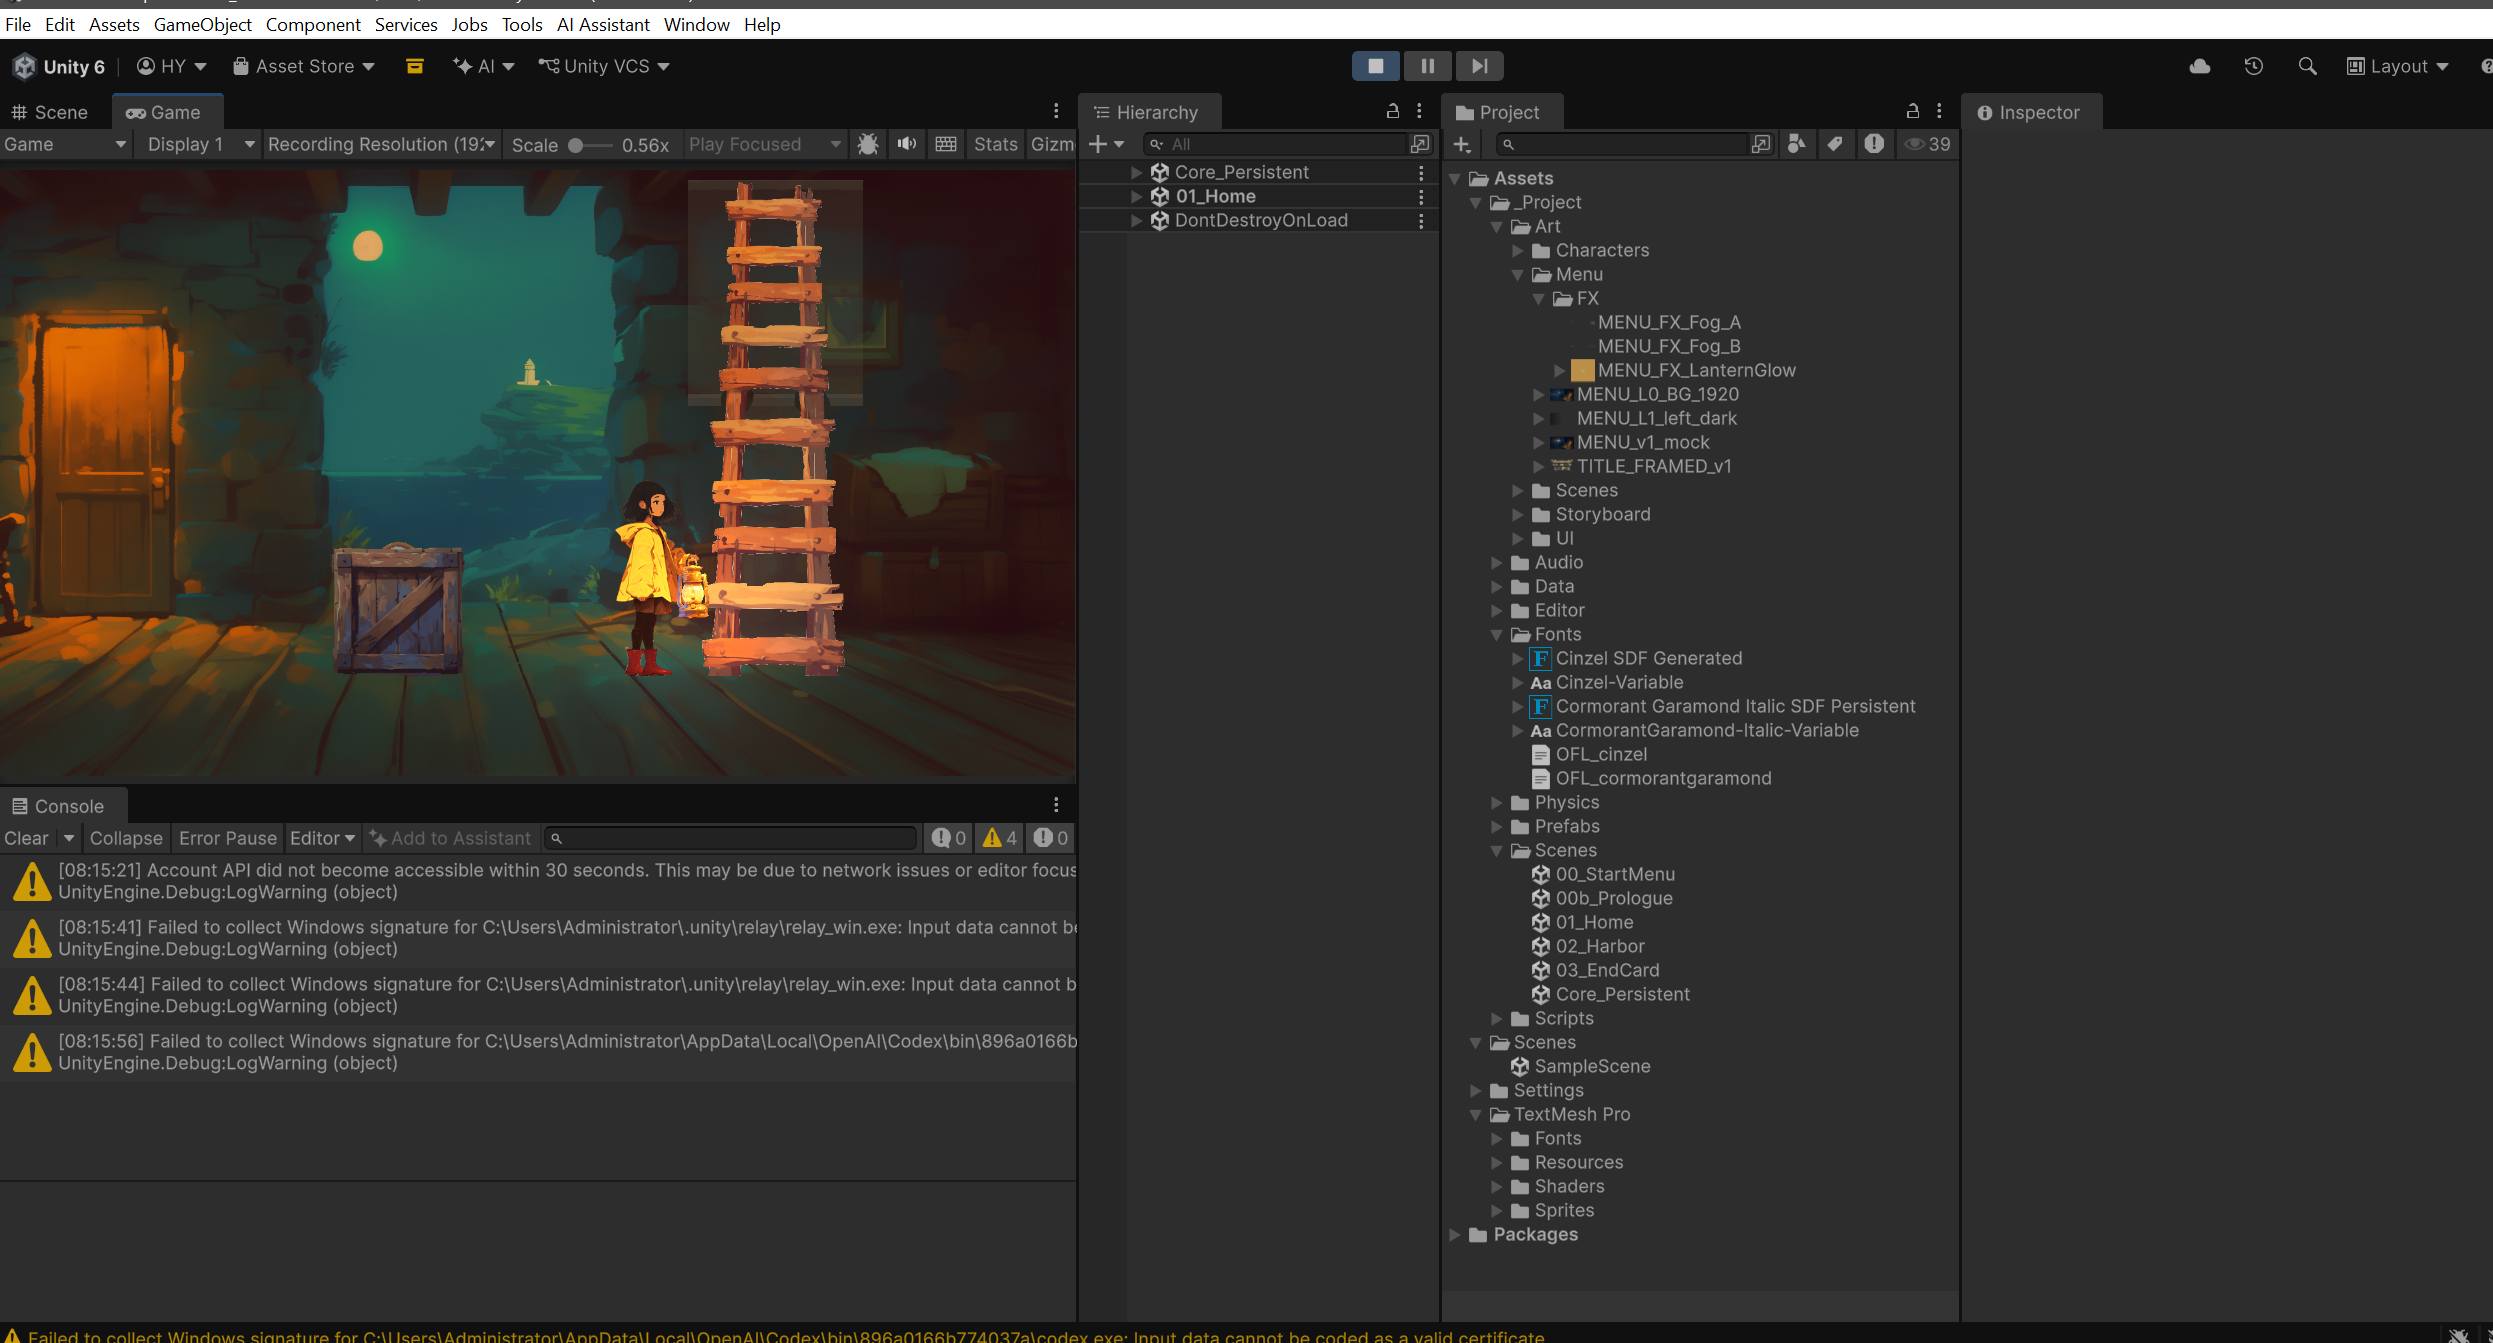 File Edit Assets GameObject Component Services Jobs Tools AI Assistant Window Help
Unity 6 HY Asset Store AI Unity VCS Layout
Scene Game
Game Display 1 Recording Resolution (192 Scale 0.56x Play Focused Stats Gizm
Hierarchy
All
Core_Persistent
01_Home
DontDestroyOnLoad
Project
39
Assets
_Project
Art
Characters
Menu
FX
MENU_FX_Fog_A
MENU_FX_Fog_B
MENU_FX_LanternGlow
MENU_L0_BG_1920
MENU_L1_left_dark
MENU_v1_mock
TITLE_FRAMED_v1
Scenes
Storyboard
UI
Audio
Data
Editor
Fonts
Cinzel SDF Generated
Cinzel-Variable
Cormorant Garamond Italic SDF Persistent
CormorantGaramond-Italic-Variable
OFL_cinzel
OFL_cormorantgaramond
Physics
Prefabs
Scenes
00_StartMenu
00b_Prologue
01_Home
02_Harbor
03_EndCard
Core_Persistent
Scripts
Scenes
SampleScene
Settings
TextMesh Pro
Fonts
Resources
Shaders
Sprites
Packages
Inspector
Console
Clear Collapse Error Pause Editor Add to Assistant 0 4 0
[08:15:21] Account API did not become accessible within 30 seconds. This may be due to network issues or editor focus
UnityEngine.Debug:LogWarning (object)
[08:15:41] Failed to collect Windows signature for C:\Users\Administrator\.unity\relay\relay_win.exe: Input data cannot be
UnityEngine.Debug:LogWarning (object)
[08:15:44] Failed to collect Windows signature for C:\Users\Administrator\.unity\relay\relay_win.exe: Input data cannot b
UnityEngine.Debug:LogWarning (object)
[08:15:56] Failed to collect Windows signature for C:\Users\Administrator\AppData\Local\OpenAI\Codex\bin\896a0166b
UnityEngine.Debug:LogWarning (object)
Failed to collect Windows signature for C:\Users\Administrator\AppData\Local\OpenAI\Codex\bin\896a0166b774037a\codex.exe: Input data cannot be coded as a valid certificate